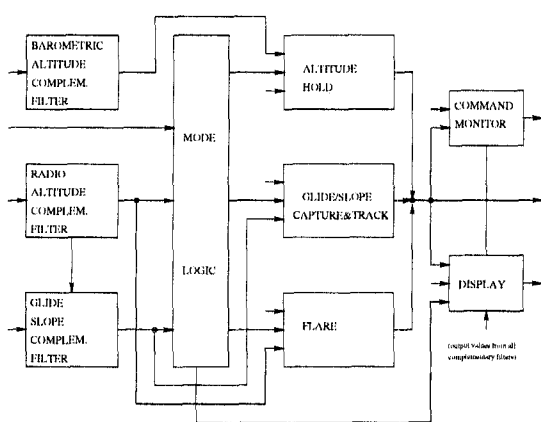 BAROMETRIC
ALTITUDE
COMPLEM.
FILTER
ALTITUDE
HOLD
COMMAND
MONITOR
MODE
RADIO
ALTITUDE
COMPLEM.
FILTER
GLIDE/SLOPE
CAPTURE&TRACK
LOGIC
GLIDE
SLOPE
COMPLEM.
FILTER
FLARE
DISPLAY
(output values from all
complementary filters)